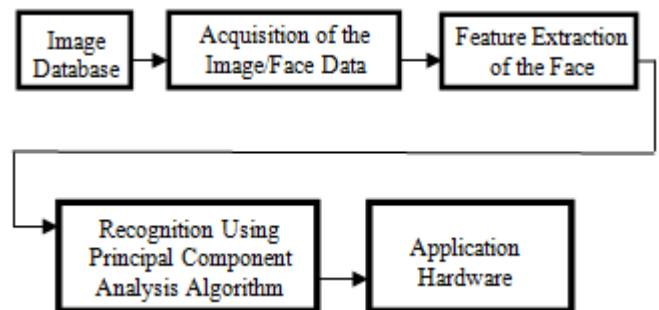 Image
Database
Acquisition of the
Image/Face Data
Feature Extraction
of the Face
Recognition Using
Principal Component
Analysis Algorithm
Application
Hardware